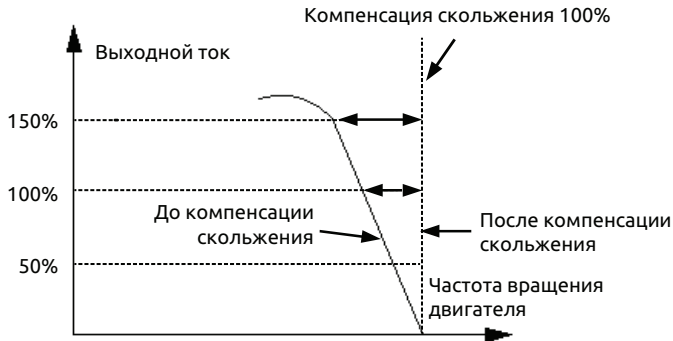 Компенсация скольжения 100%
Выходной ток
150%
100%
До компенсации
скольжения
После компенсации
скольжения
50%
Частота вращения
двигателя